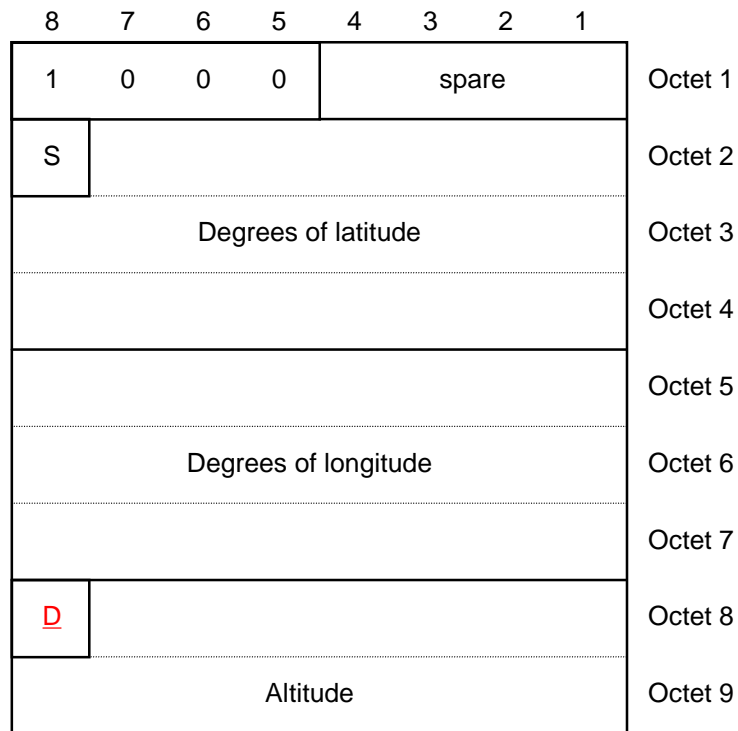 8 7 6 5 4 3 2 1
1 0 0 0 spare Octet 1
S Octet 2
Degrees of latitude Octet 3
Octet 4
Octet 5
Degrees of longitude Octet 6
Octet 7
D Octet 8
Altitude Octet 9